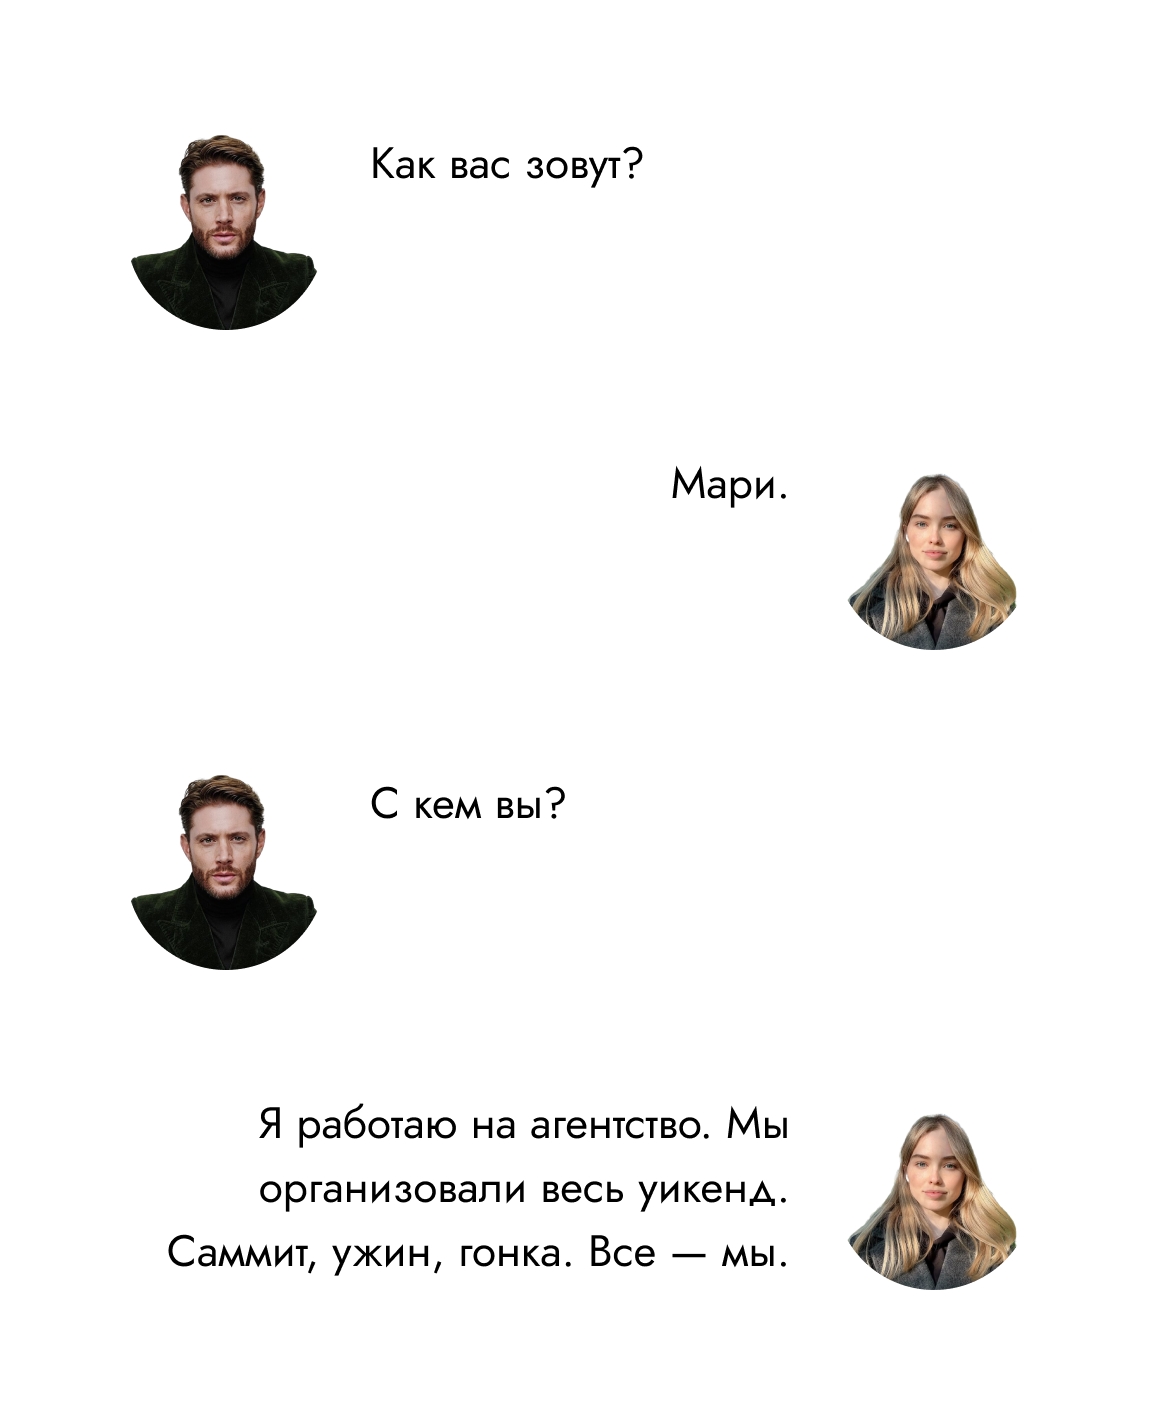 Как вас зовут?
Мари.
С кем вы?
Я работаю на агентство. Мы
организовали весь уикенд.
Саммит, ужин, гонка. Все — мы.